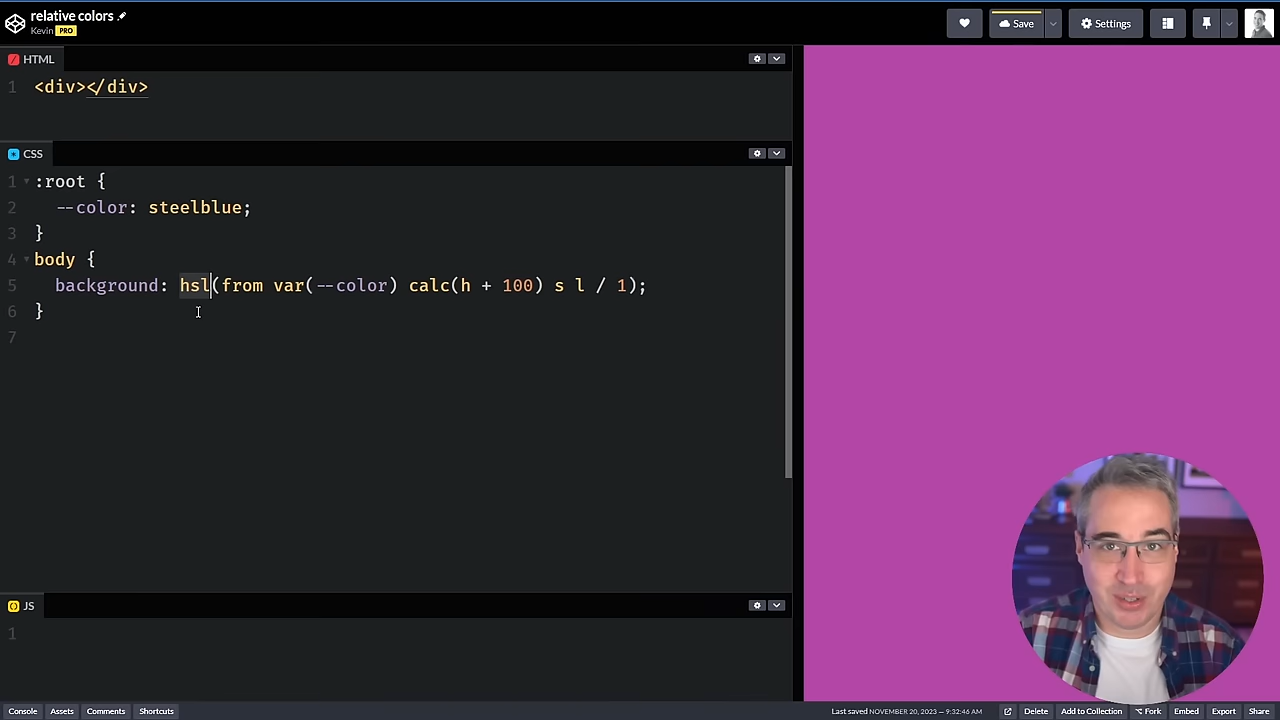 relative colors
Kevin PRO
Save
Settings
HTML
1 <div></div>
CSS
1 :root {
2 --color: steelblue;
3 }
4 body {
5 background: hsl(from var(--color) calc(h + 100) s l / 1);
6 }
7
JS
1
Console Assets Comments Shortcuts
Last saved NOVEMBER 20, 2023 — 9:32:46 AM
Delete Add to Collection Fork Embed Export Share